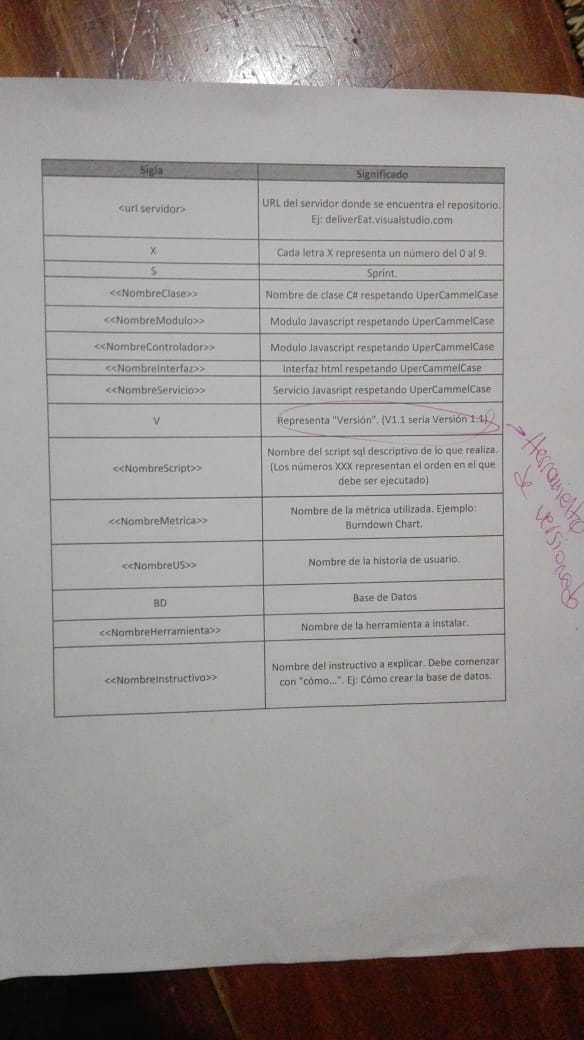 Sigla Significado
<url servidor> URL del servidor donde se encuentra el repositorio.
Ej: deliverEat.visualstudio.com
X Cada letra X representa un número del 0 al 9.
S Sprint.
<<NombreClase>> Nombre de clase C# respetando UperCammelCase
<<NombreModulo>> Modulo Javascript respetando UperCammelCase
<<NombreControlador>> Modulo Javascript respetando UperCammelCase
<<NombreInterfaz>> Interfaz html respetando UperCammelCase
<<NombreServicio>> Servicio Javasript respetando UperCammelCase
V Representa "Versión". (V1.1 seria Versión 1.1)
Herramienta
de versionado.
<<NombreScript>> Nombre del script sql descriptivo de lo que realiza.
(Los números XXX representan el orden en el que
debe ser ejecutado)
<<NombreMetrica>> Nombre de la métrica utilizada. Ejemplo:
Burndown Chart.
<<NombreUS>> Nombre de la historia de usuario.
BD Base de Datos
<<NombreHerramienta>> Nombre de la herramienta a instalar.
<<NombreInstructivo>> Nombre del instructivo a explicar. Debe comenzar
con "cómo...". Ej: Cómo crear la base de datos.